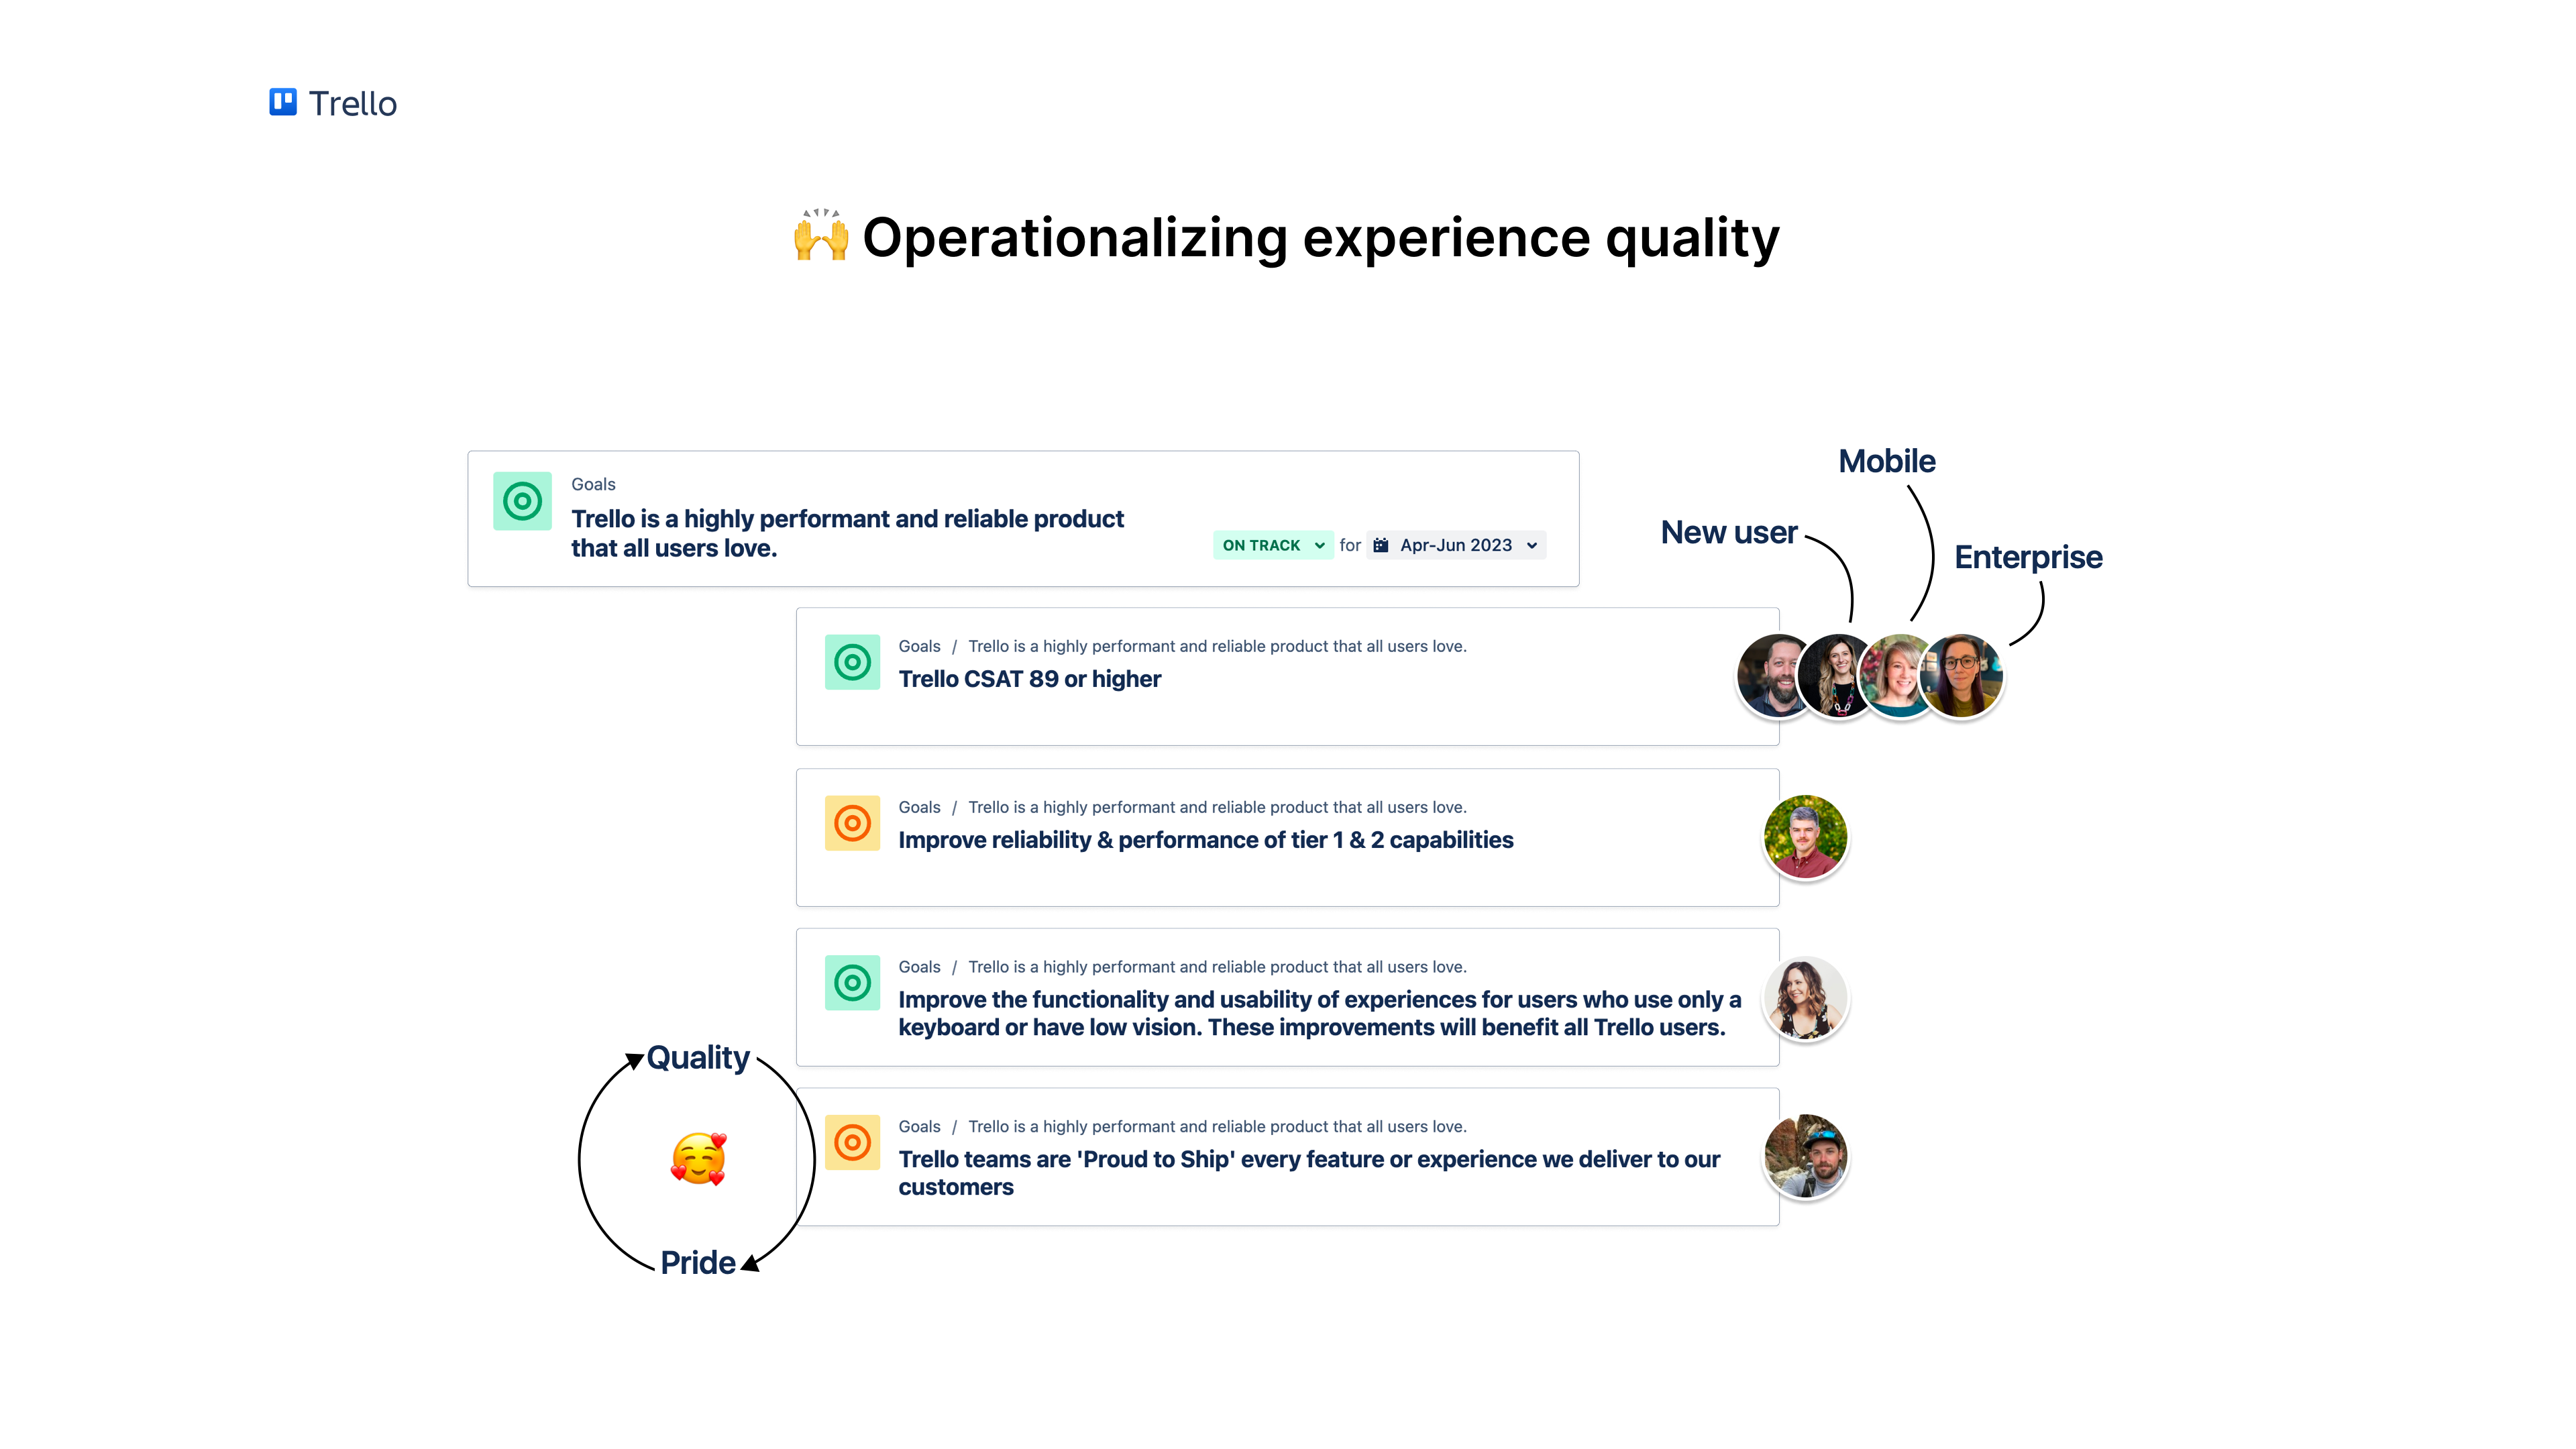 Trello
Operationalizing experience quality
Goals
Trello is a highly performant and reliable product
that all users love.
ON TRACK for Apr-Jun 2023
Mobile
New user
Enterprise
Goals / Trello is a highly performant and reliable product that all users love.
Trello CSAT 89 or higher
Goals / Trello is a highly performant and reliable product that all users love.
Improve reliability & performance of tier 1 & 2 capabilities
Goals / Trello is a highly performant and reliable product that all users love.
Improve the functionality and usability of experiences for users who use only a
keyboard or have low vision. These improvements will benefit all Trello users.
Goals / Trello is a highly performant and reliable product that all users love.
Trello teams are 'Proud to Ship' every feature or experience we deliver to our
customers
Quality
Pride